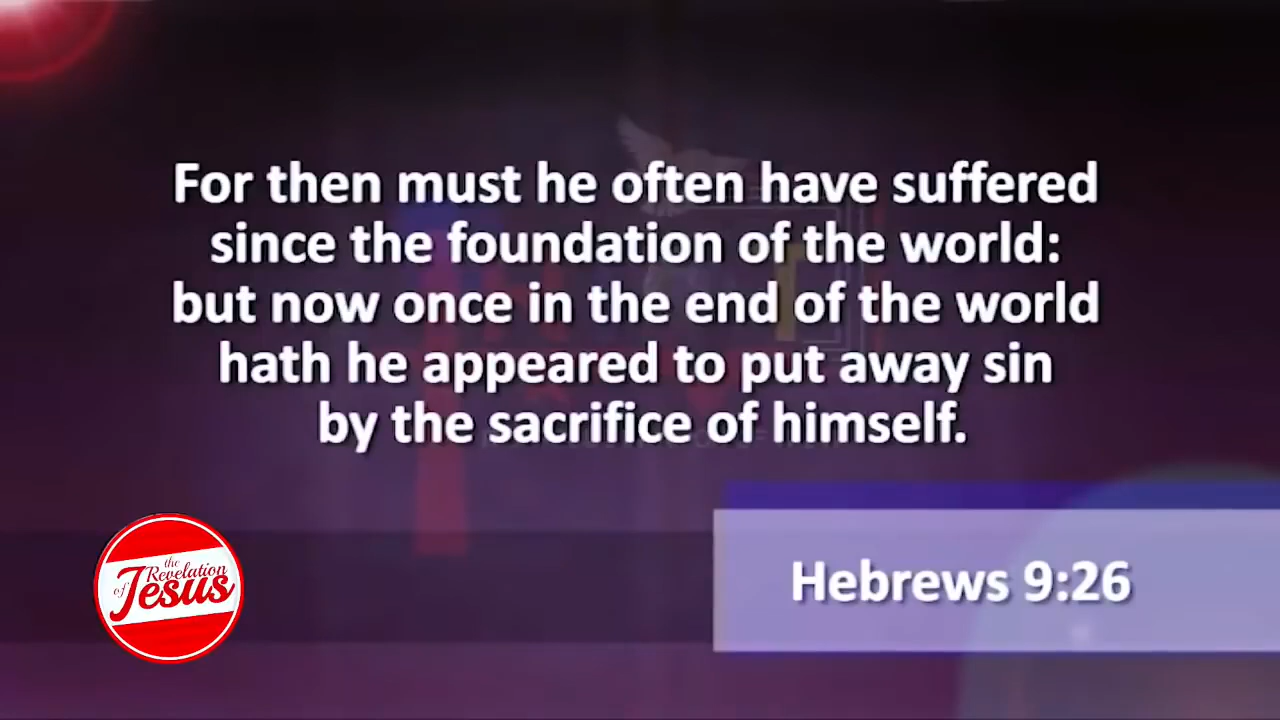 For then must he often have suffered
since the foundation of the world:
but now once in the end of the world
hath he appeared to put away sin
by the sacrifice of himself.
the
Revelation
of Jesus
Hebrews 9:26